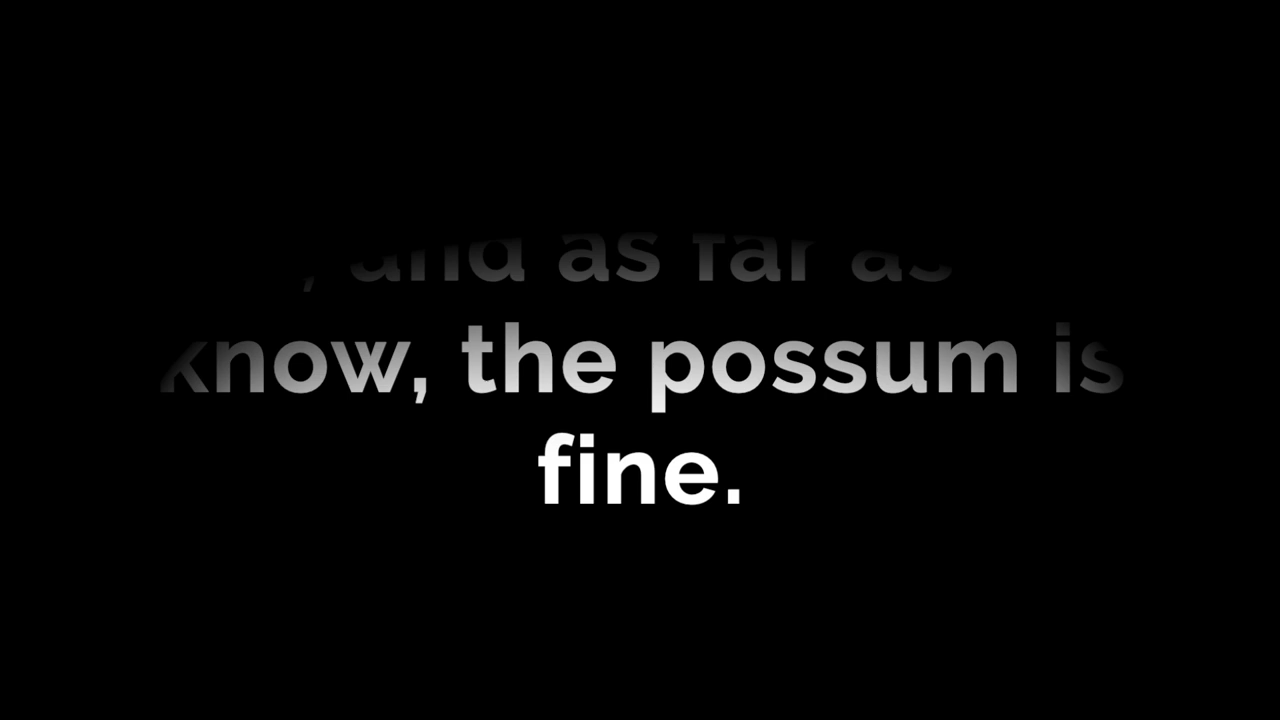 , and as far as
know, the possum is
fine.